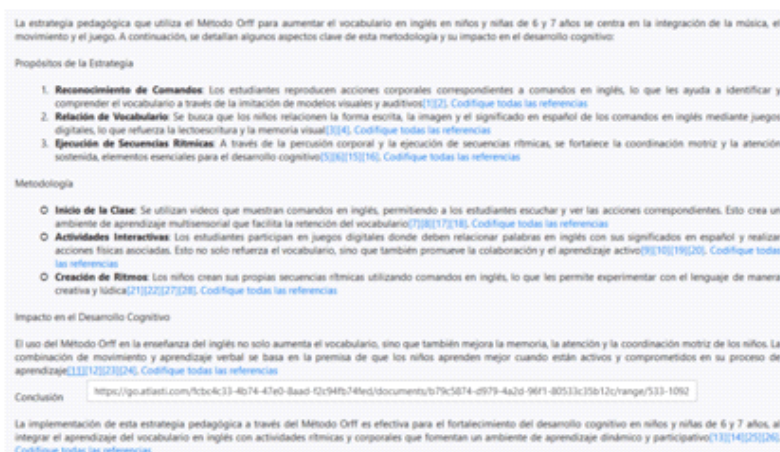 La estrategia pedagógica que utiliza el Método Orff para aumentar el vocabulario en inglés en niños y niñas de 6 y 7 años se centra en la integración de la música, el
movimiento y el juego. A continuación, se detallan algunos aspectos clave de esta metodología y su impacto en el desarrollo cognitivo:
Propósitos de la Estrategia
1. Reconocimiento de Comandos: Los estudiantes reproducen acciones corporales correspondientes a comandos en inglés, lo que les ayuda a identificar y
comprender el vocabulario a través de la imitación de modelos visuales y auditivos[1][2]. Codifique todas las referencias
2. Relación de Vocabulario: Se busca que los niños relacionen la forma escrita, la imagen y el significado en español de los comandos en inglés mediante juegos
digitales, lo que refuerza la lectoescritura y la memoria visual[3][4]. Codifique todas las referencias
3. Ejecución de Secuencias Rítmicas: A través de la percusión corporal y la ejecución de secuencias rítmicas, se fortalece la coordinación motriz y la atención
sostenida, elementos esenciales para el desarrollo cognitivo[5][6][15][16]. Codifique todas las referencias
Metodología
Inicio de la Clase: Se utilizan videos que muestran comandos en inglés, permitiendo a los estudiantes escuchar y ver las acciones correspondientes. Esto crea un
ambiente de aprendizaje multisensorial que facilita la retención del vocabulario[7][8][17][18]. Codifique todas las referencias
Actividades Interactivas: Los estudiantes participan en juegos digitales donde deben relacionar palabras en inglés con sus significados en español y realizar
acciones físicas asociadas. Esto no solo refuerza el vocabulario, sino que también promueve la colaboración y el aprendizaje activo[9][10][19][20]. Codifique todas
las referencias
Creación de Ritmos: Los niños crean sus propias secuencias rítmicas utilizando comandos en inglés, lo que les permite experimentar con el lenguaje de manera
creativa y lúdica[21][22][27][28]. Codifique todas las referencias
Impacto en el Desarrollo Cognitivo
El uso del Método Orff en la enseñanza del inglés no solo aumenta el vocabulario, sino que también mejora la memoria, la atención y la coordinación motriz de los niños. La
combinación de movimiento y aprendizaje verbal se basa en la premisa de que los niños aprenden mejor cuando están activos y comprometidos en su proceso de
aprendizaje[11][12][23][24]. Codifique todas las referencias
Conclusión
https://go.atlasti.com/fcbc4c33-4b74-47e0-8aad-f2c94fb74fed/documents/b79c5874-d979-4a2d-96f1-80533c35b12c/range/533-1092
La implementación de esta estrategia pedagógica a través del Método Orff es efectiva para el fortalecimiento del desarrollo cognitivo en niños y niñas de 6 y 7 años, al
integrar el aprendizaje del vocabulario en inglés con actividades rítmicas y corporales que fomentan un ambiente de aprendizaje dinámico y participativo[13][14][25][26].
Codifique todas las referencias